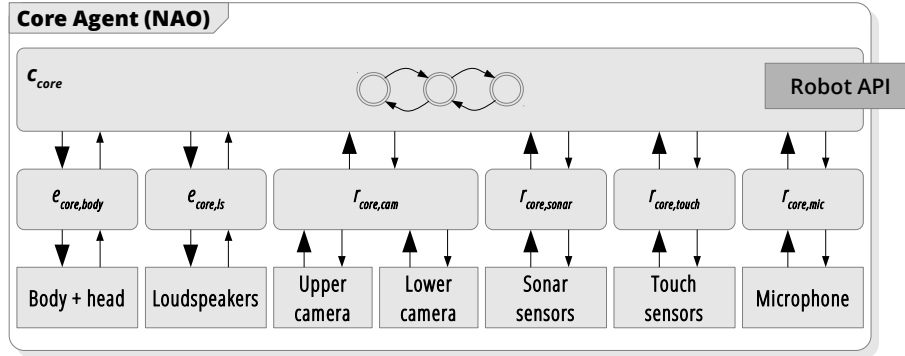 Core Agent (NAO)
c_core
Robot API
e_core,body
e_core,ls
r_core,cam
r_core,sonar
r_core,touch
r_core,mic
Body + head
Loudspeakers
Upper
camera
Lower
camera
Sonar
sensors
Touch
sensors
Microphone